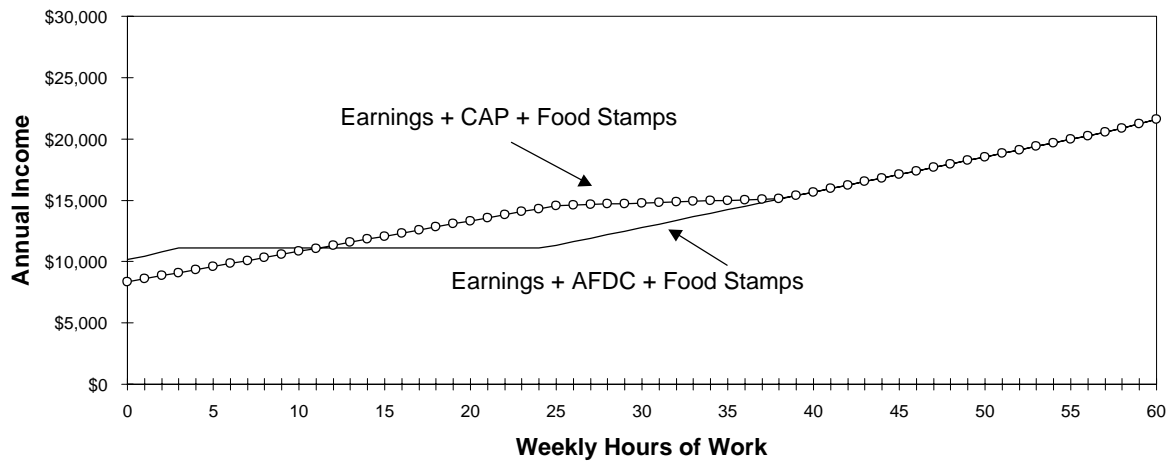 $30,000
$25,000
$20,000
$15,000
$10,000
$5,000
$0
Annual Income
Earnings + CAP + Food Stamps
Earnings + AFDC + Food Stamps
0 5 10 15 20 25 30 35 40 45 50 55 60
Weekly Hours of Work